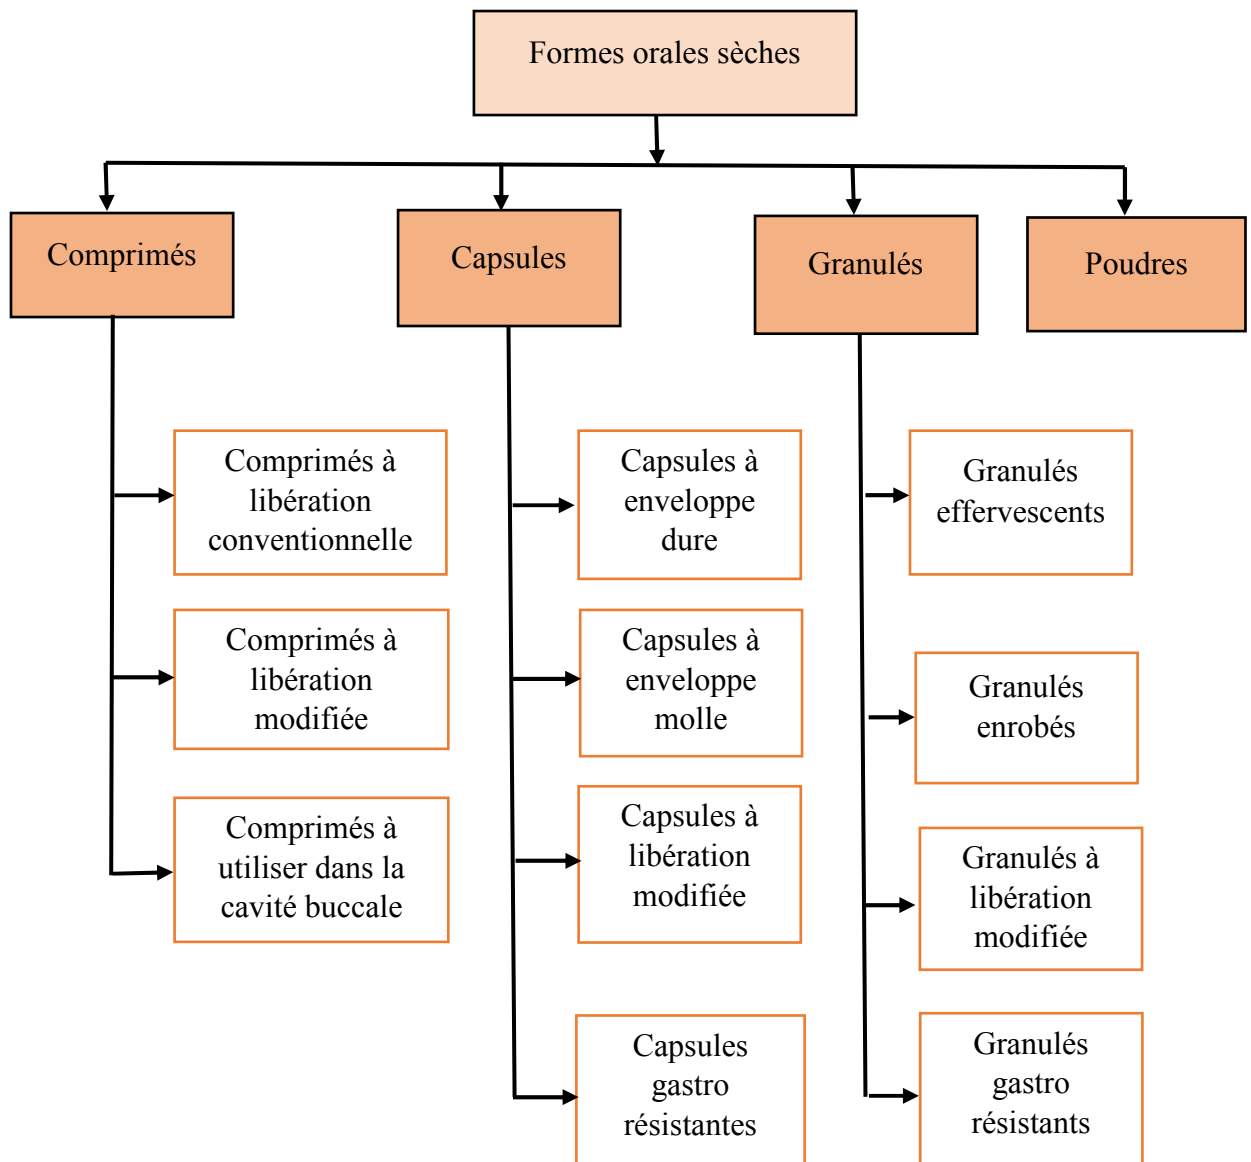 Formes orales sèches
Comprimés
Capsules
Granulés
Poudres
Comprimés à
libération
conventionnelle
Comprimés à
libération
modifiée
Comprimés à
utiliser dans la
cavité buccale
Capsules à
enveloppe
dure
Capsules à
enveloppe
molle
Capsules à
libération
modifiée
Capsules
gastro
résistantes
Granulés
effervescents
Granulés
enrobés
Granulés à
libération
modifiée
Granulés
gastro
résistants